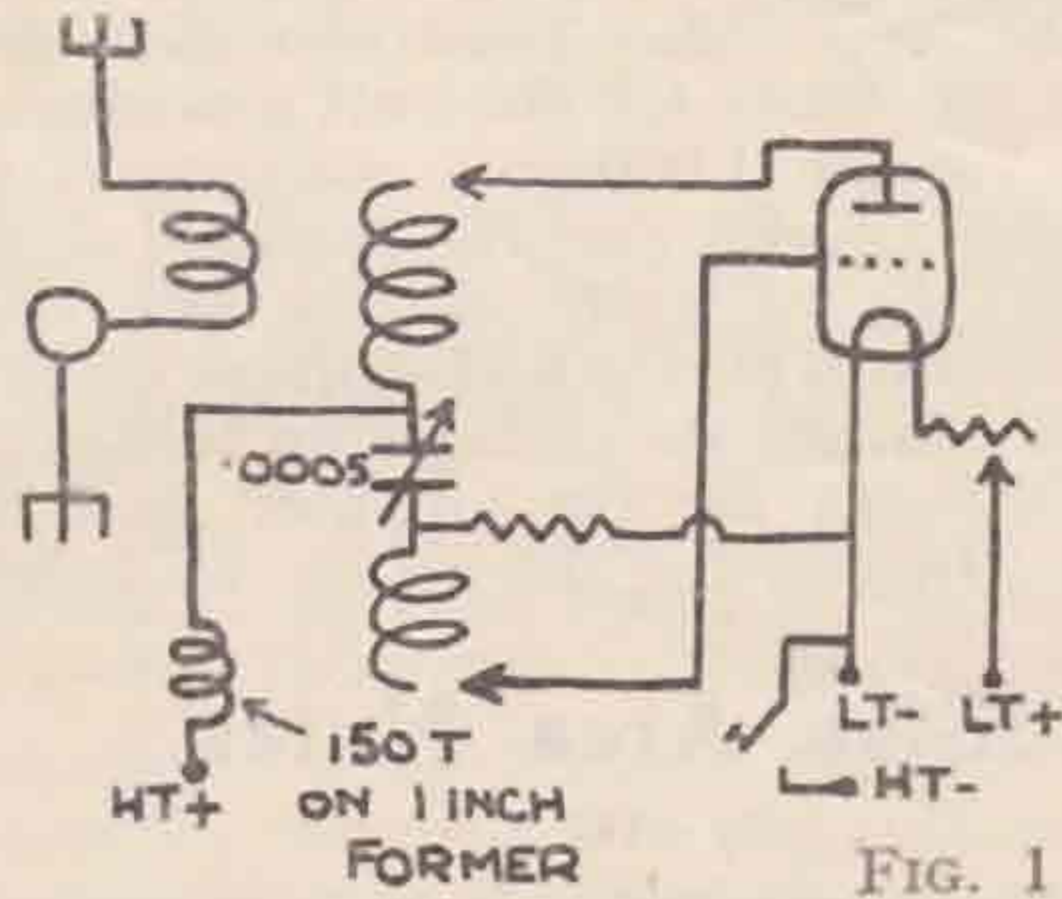 ·0005
LT- LT+
HT-
150 T
HT+ ON 1 INCH
FORMER
FIG. 1